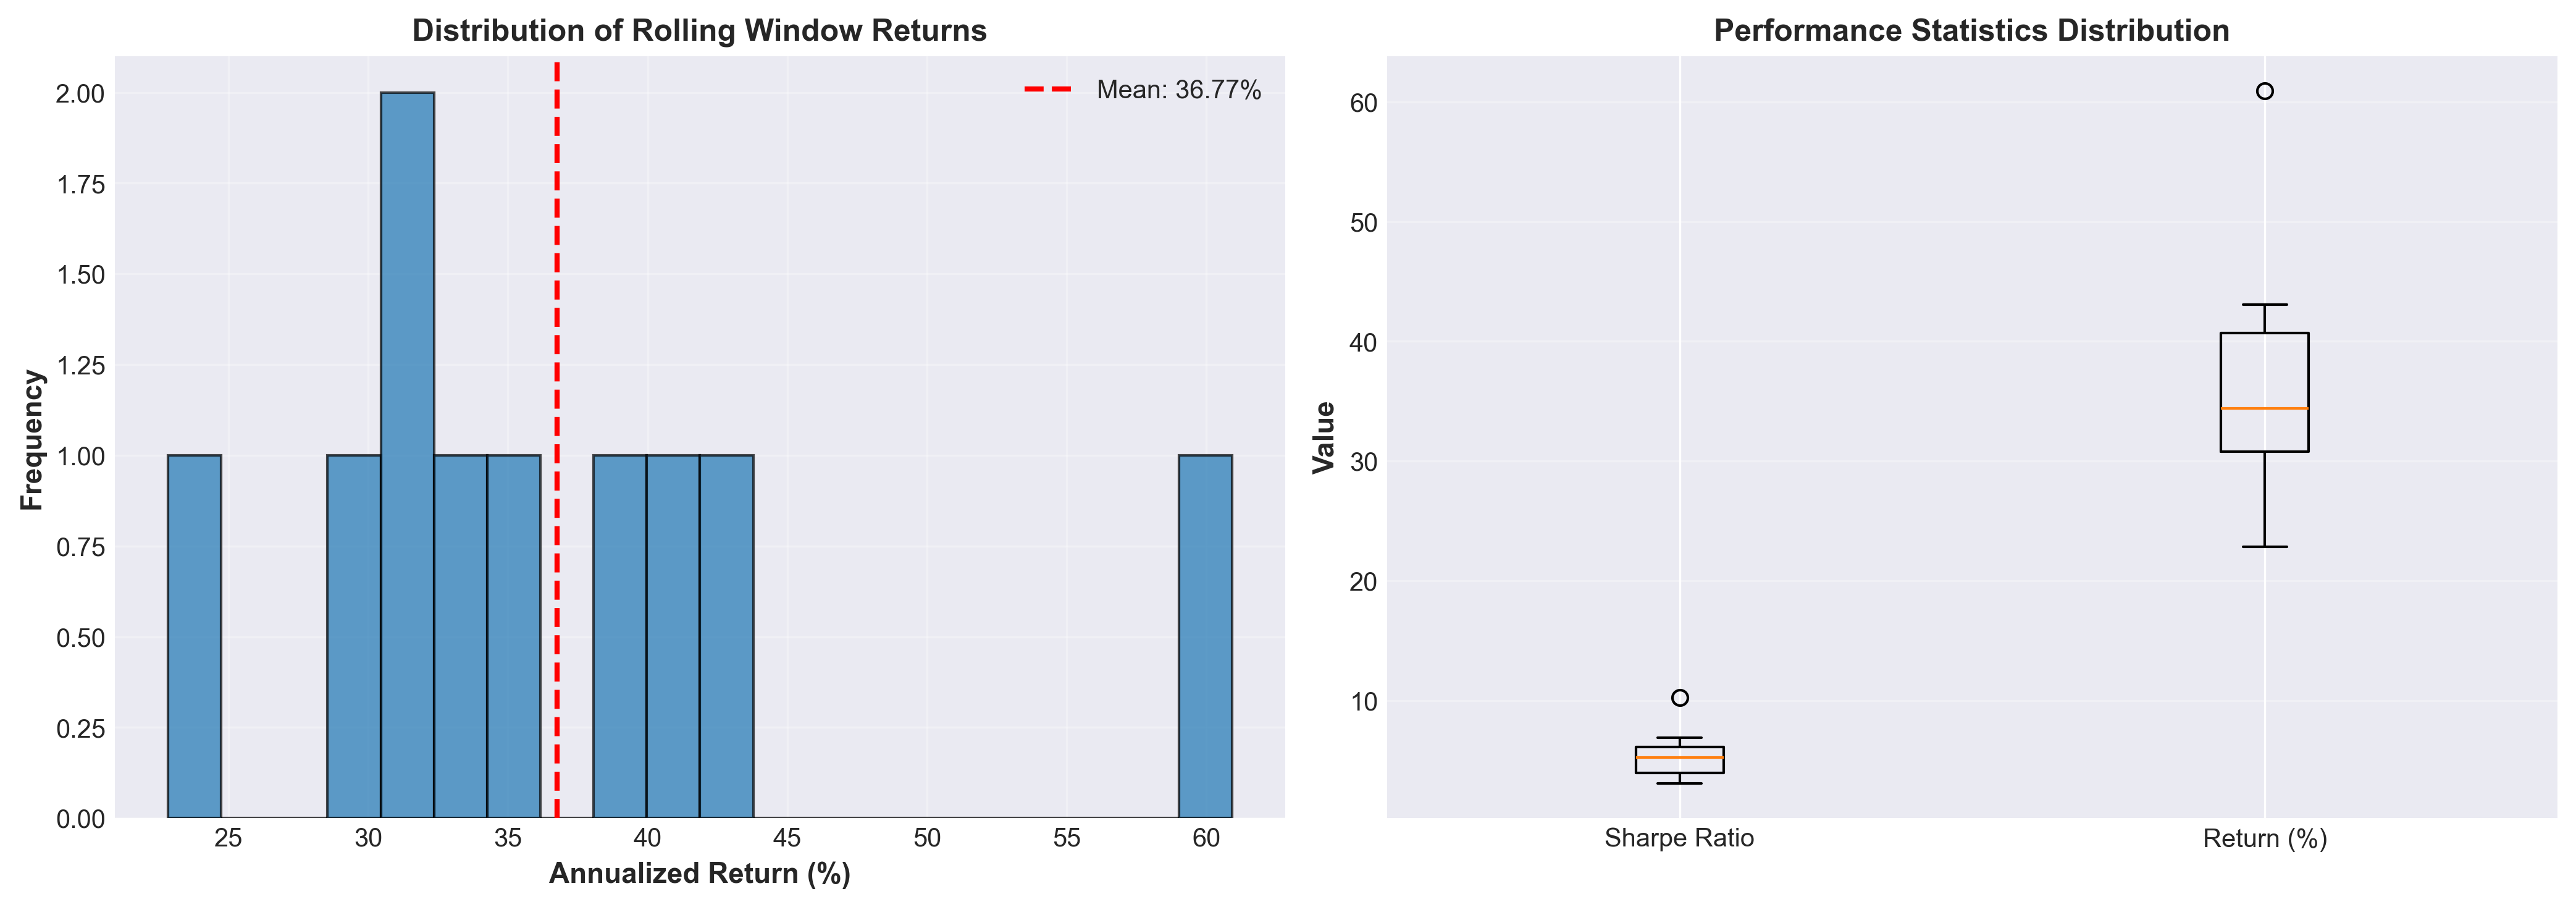 Distribution of Rolling Window Returns
Mean: 36.77%
Frequency
2.00
1.75
1.50
1.25
1.00
0.75
0.50
0.25
0.00
25 30 35 40 45 50 55 60
Annualized Return (%)
Performance Statistics Distribution
Value
60
50
40
30
20
10
Sharpe Ratio Return (%)